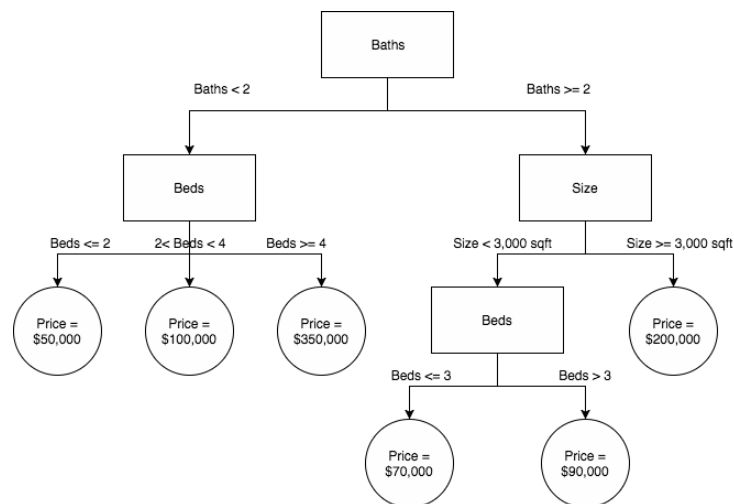 Baths
Baths < 2
Baths >= 2
Beds
Size
Beds <= 2
2< Beds < 4
Beds >= 4
Size < 3,000 sqft
Size >= 3,000 sqft
Price =
$50,000
Price =
$100,000
Price =
$350,000
Beds
Price =
$200,000
Beds <= 3
Beds > 3
Price =
$70,000
Price =
$90,000